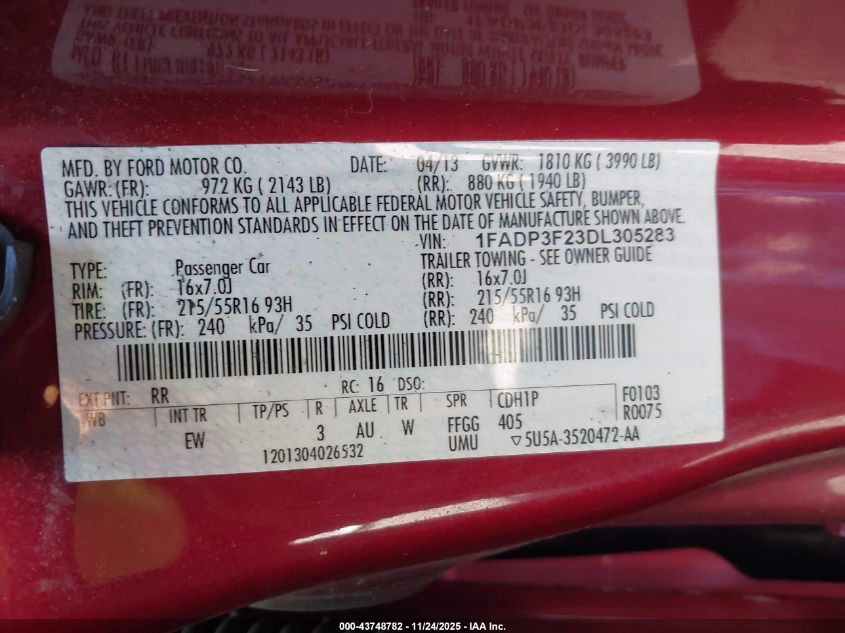 MFD. BY FORD MOTOR CO. DATE: 04/13 GVWR: 1810 KG ( 3990 LB)
GAWR: (FR): 972 KG ( 2143 LB) (RR): 880 KG ( 1940 LB)
THIS VEHICLE CONFORMS TO ALL APPLICABLE FEDERAL MOTOR VEHICLE SAFETY, BUMPER,
AND THEFT PREVENTION STANDARDS IN EFFECT ON THE DATE OF MANUFACTURE SHOWN ABOVE.
VIN: 1FADP3F23DL305283
TYPE: Passenger Car TRAILER TOWING - SEE OWNER GUIDE
RIM: (FR): 16x7.0J (RR): 16x7.0J
TIRE: (FR): 215/55R16 93H (RR): 215/55R16 93H
PRESSURE: (FR): 240 kPa/ 35 PSI COLD (RR): 240 kPa/ 35 PSI COLD
EXT PNT: RR RC: 16 DSO:
WB INT TR TP/PS R AXLE TR SPR CDH1P F0103
EW 3 AU W FFGG 405 R0075
1201304026532 UMU ▽5U5A-3520472-AA
000-43748782 - 11/24/2025 - IAA Inc.